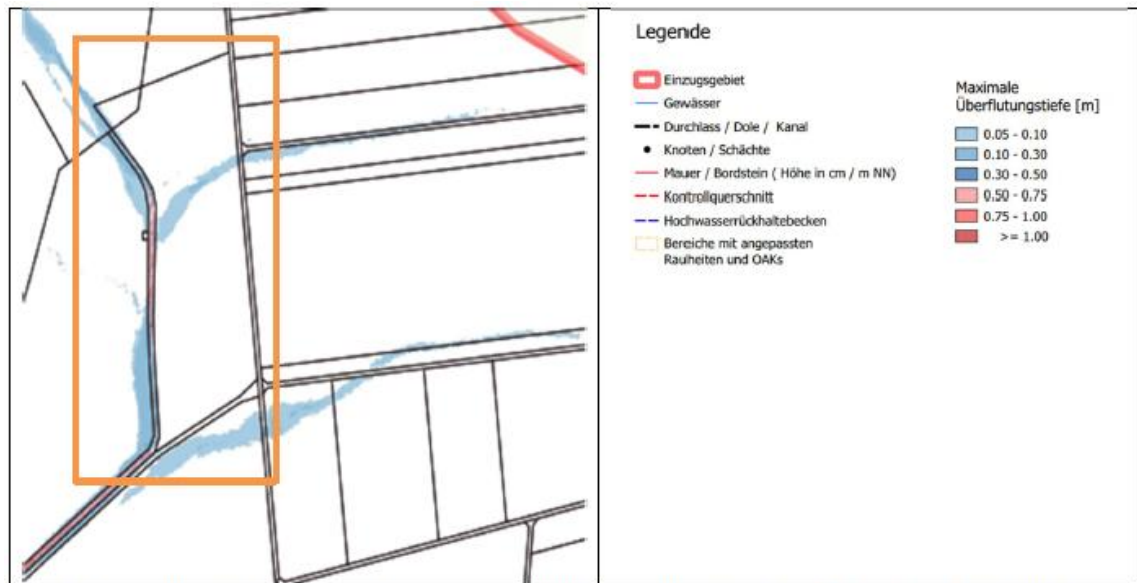 Legende
Einzugsgebiet
Gewässer
Durchlass / Dole / Kanal
Knoten / Schächte
Mauer / Bordstein ( Höhe in cm / m NN)
Kontrollquerschnitt
Hochwasserrückhaltebecken
Bereiche mit angepassten
Rauheiten und OAKs
Maximale
Überflutungstiefe [m]
0.05 - 0.10
0.10 - 0.30
0.30 - 0.50
0.50 - 0.75
0.75 - 1.00
>= 1.00